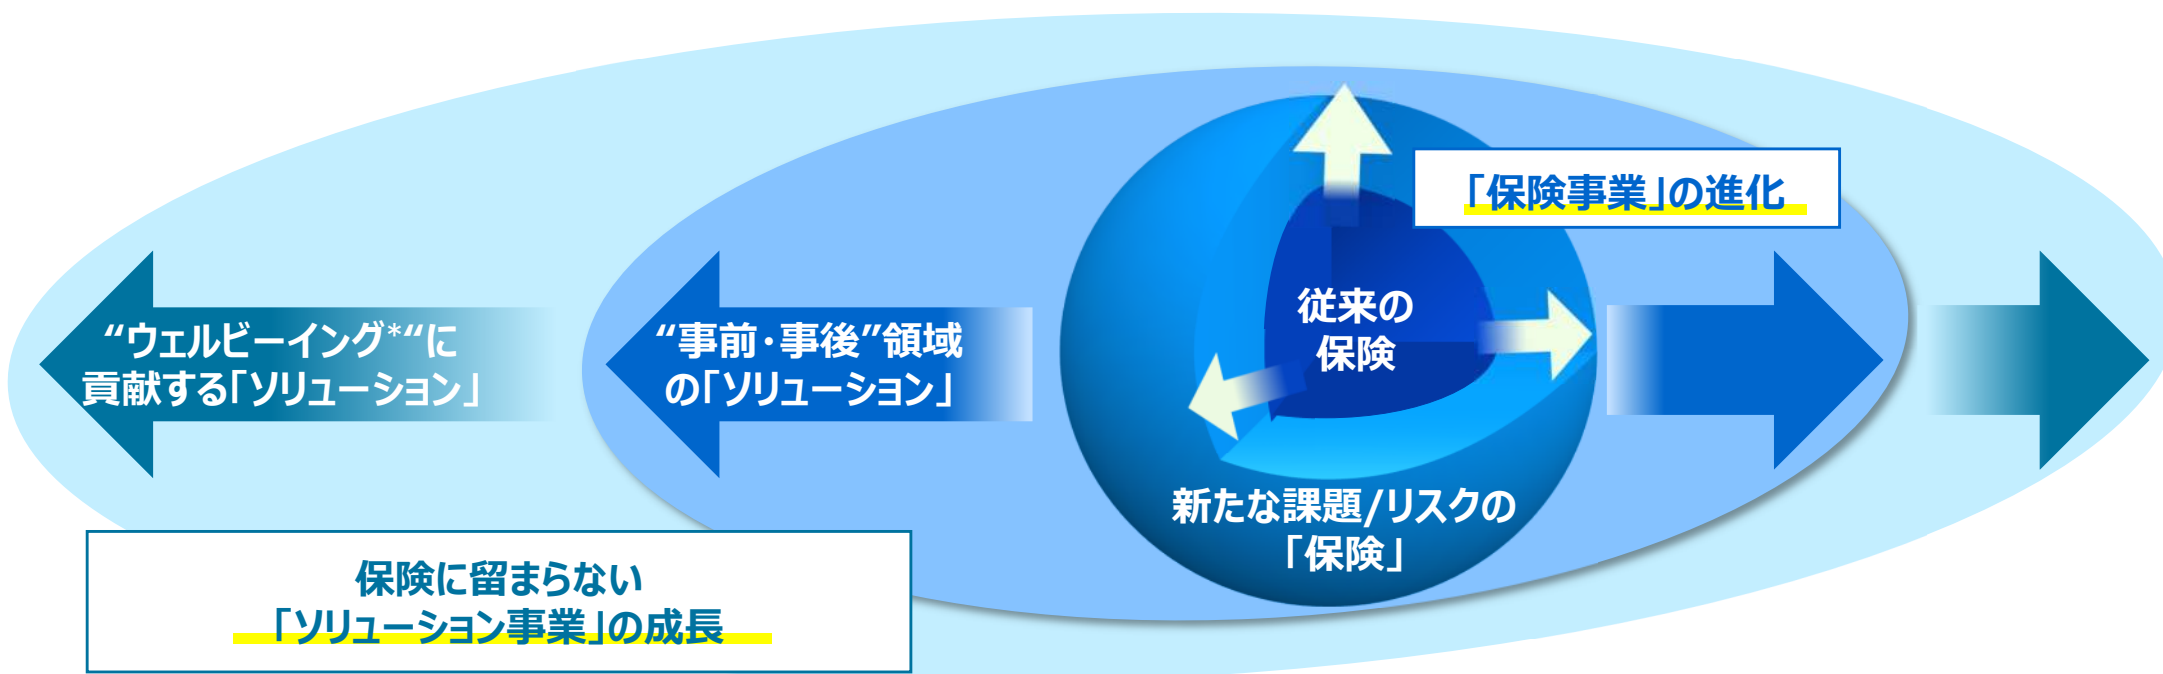 「保険事業」の進化
“ウェルビーイング*“に
貢献する「ソリューション」
“事前・事後”領域
の「ソリューション」
従来の
保険
新たな課題/リスクの
「保険」
保険に留まらない
「ソリューション事業」の成長